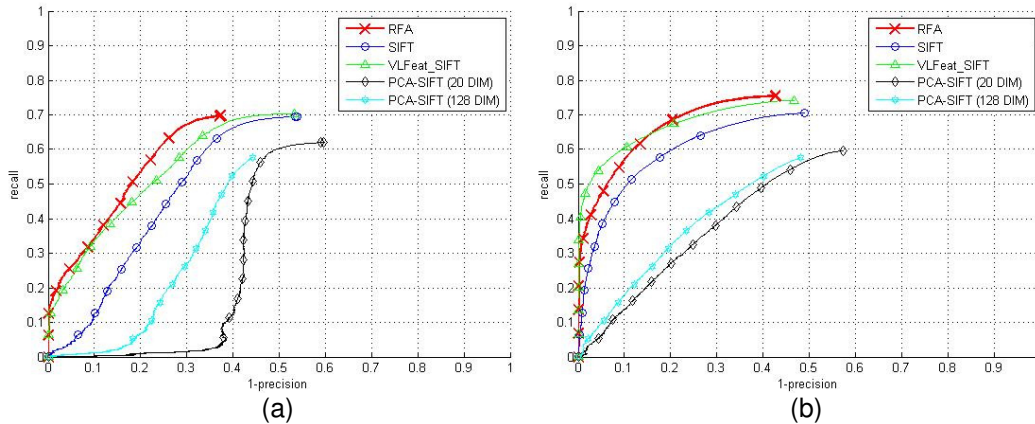 1
0.9
0.8
0.7
0.6
0.5
0.4
0.3
0.2
0.1
0
recall
0 0.1 0.2 0.3 0.4 0.5 0.6 0.7 0.8 0.9 1
1-precision
RFA
SIFT
VLFeat_SIFT
PCA-SIFT (20 DIM)
PCA-SIFT (128 DIM)
(a)
1
0.9
0.8
0.7
0.6
0.5
0.4
0.3
0.2
0.1
0
recall
0 0.1 0.2 0.3 0.4 0.5 0.6 0.7 0.8 0.9 1
1-precision
RFA
SIFT
VLFeat_SIFT
PCA-SIFT (20 DIM)
PCA-SIFT (128 DIM)
(b)